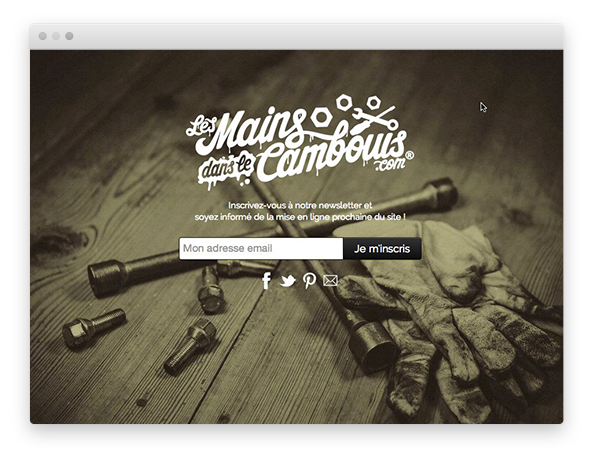 Les
Mains
dans le
Cambouis
.com®
Inscrivez-vous à notre newsletter et
soyez informé de la mise en ligne prochaine du site !
Mon adresse email
Je m'inscris